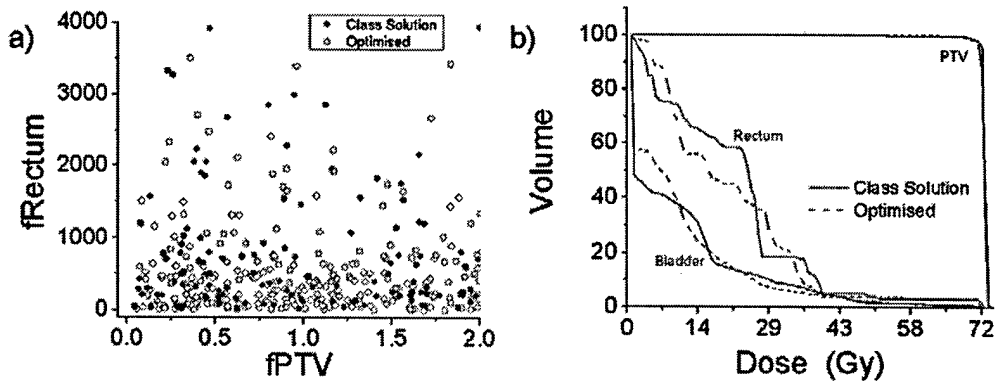 a)
4000
3000
2000
1000
0
fRectum
Class Solution
Optimised
0.0
0.5
1.0
1.5
2.0
fPTV
b)
100
80
60
40
20
0
Volume
PTV
Rectum
Class Solution
Optimised
Bladder
0
14
29
43
58
72
Dose (Gy)